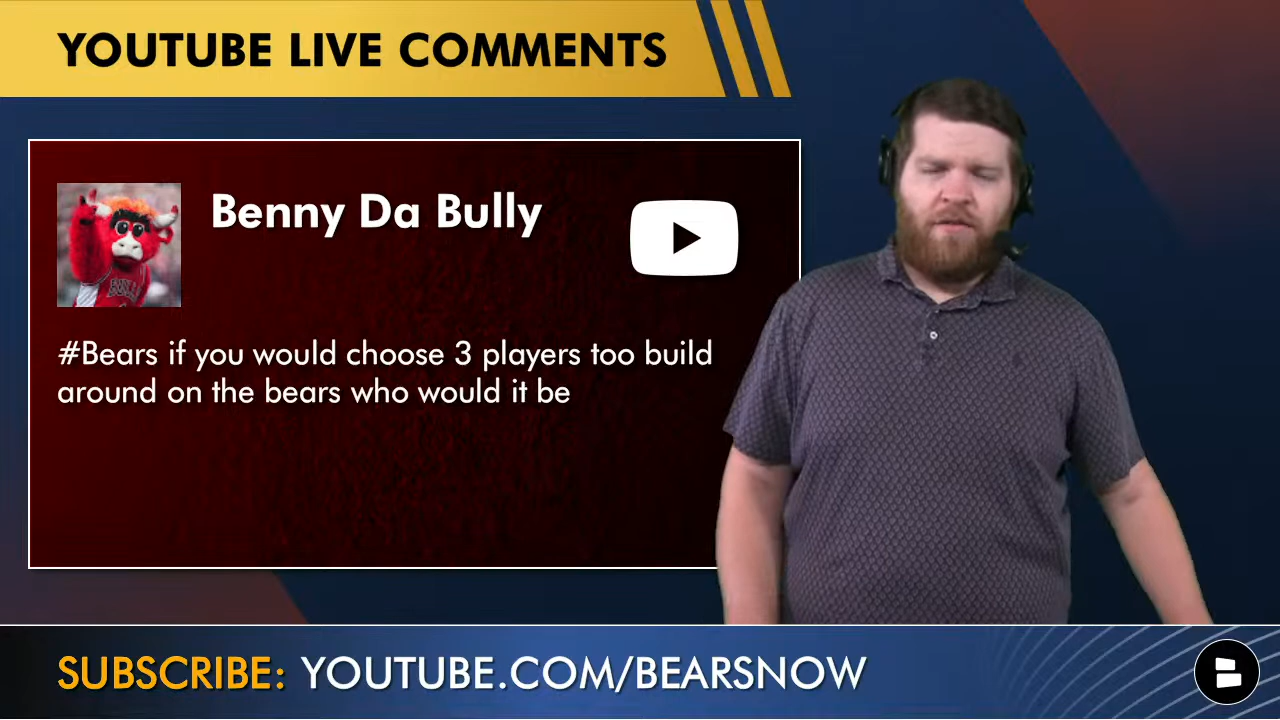 YOUTUBE LIVE COMMENTS
Benny Da Bully
#Bears if you would choose 3 players too build
around on the bears who would it be
SUBSCRIBE: YOUTUBE.COM/BEARSNOW